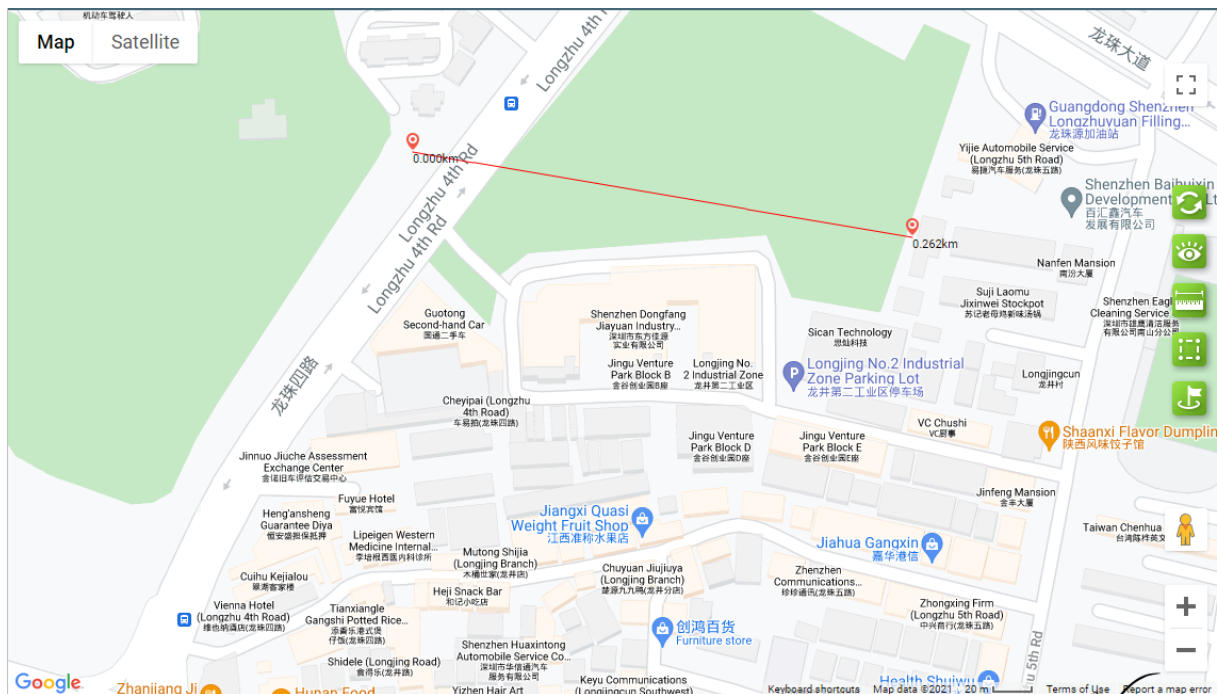 机动车驾驶人
Map
Satellite
Longzhu 4th Rd
龙珠大道
Guangdong Shenzhen
Longzhuyuan Filling...
龙珠源加油站
Yijie Automobile Service
(Longzhu 5th Road)
易捷汽车服务(龙珠五路)
0.000km
Longzhu 4th Rd
Shenzhen Baihuixin
百汇鑫汽车
发展有限公司
0.262km
Longzhu 4th Rd
Nanfen Mansion
南汾大厦
Suji Laomu
Jixinwei Stockpot
苏记老母鸡新味汤锅
Shenzhen Eagl
Cleaning Service
深圳市雄鹰清洁服务
有限公司南山分公司
Guotong
Second-hand Car
国通二手车
Shenzhen Dongfang
Jiayuan Industry...
深圳市东方佳源
实业有限公司
Sican Technology
思灿科技
Jingu Venture
Park Block B
金谷创业园B座
Longjing No.
2 Industrial Zone
龙井第二工业区
P
Longjing No.2 Industrial
Zone Parking Lot
龙井第二工业区停车场
Longjingcun
龙井村
龙珠四路
Cheyipai (Longzhu
4th Road)
车易拍(龙珠四路)
VC Chushi
VC厨事
Shaanxi Flavor Dumplin
陕西风味饺子馆
Jingu Venture
Park Block D
金谷创业园D座
Jingu Venture
Park Block E
金谷创业园E座
Jinnuo Jiuche Assessment
Exchange Center
金诺旧车评估交易中心
Fuyue Hotel
富悦宾馆
Jinfeng Mansion
金丰大厦
Heng'ansheng
Guarantee Diya
恒安盛担保抵押
Jiangxi Quasi
Weight Fruit Shop
江西准称水果店
Lipeigen Western
Medicine Internal...
李培根西医内科诊所
Taiwan Chenhua
台湾陈桦英文
Jiahua Gangxin
嘉华港信
Mutong Shijia
(Longjing Branch)
木桶世家(龙井店)
Chuyuan Jiujiuya
(Longjing Branch)
楚源九九鸭(龙井分店)
Zhenzhen
Communications...
珍珍通讯(龙珠五路)
Cuihu Kejialou
翠湖客家楼
Heji Snack Bar
和记小吃店
Vienna Hotel
(Longzhu 4th Road)
维也纳酒店(龙珠四路)
Tianxiangle
Gangshi Potted Rice...
添香乐港式煲
仔饭(龙珠四路)
Zhongxing Firm
(Longzhu 5th Road)
中兴商行(龙珠五路)
创鸿百货
Furniture store
Shenzhen Huaxintong
Automobile Service Co...
深圳市华信通汽车
服务有限公司
Shidele (Longjing Road)
食得乐(龙井路)
u 5th Rd
Keyu Communications
(Longjingcun Southwest)
Health Shuiwu
Google
Zhanjiang Ji
Hunan Food
Yizhen Hair Art
Keyboard shortcuts
Map data ©2021
20 m
Terms of Use
Report a map error